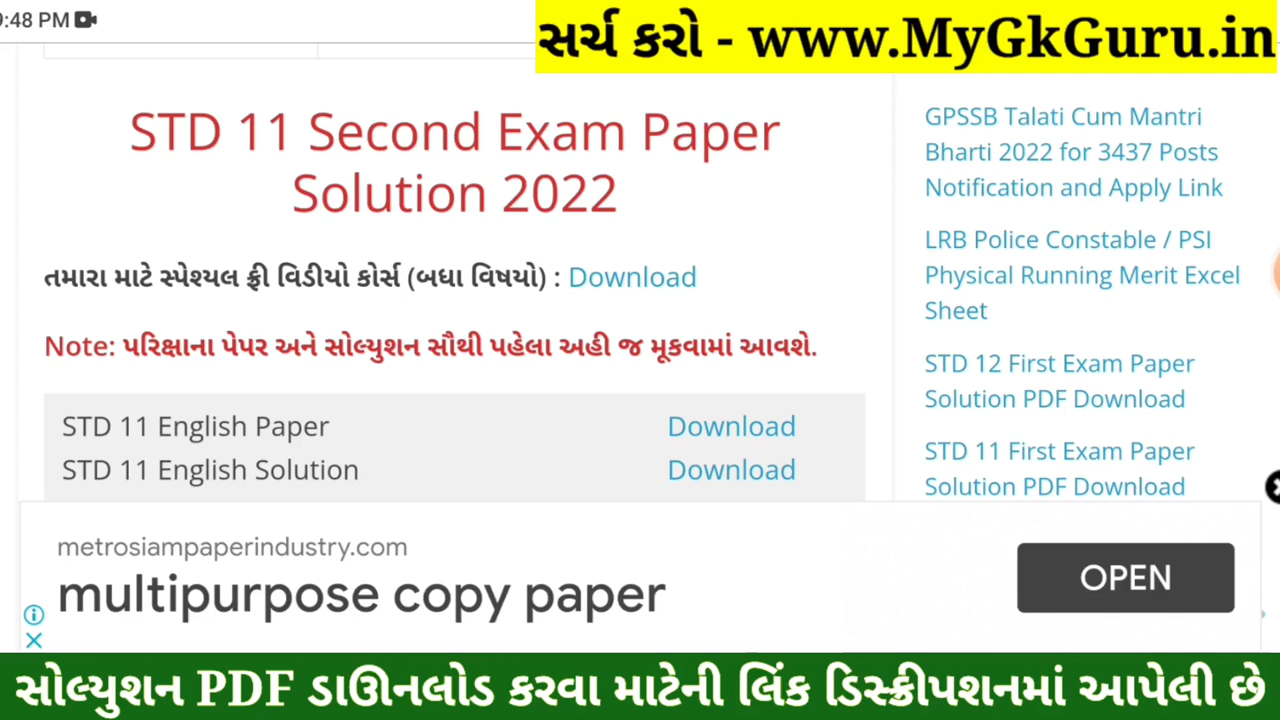 9:48 PM
સર્ચ કરો - www.MyGkGuru.in
STD 11 Second Exam Paper
Solution 2022
તમારા માટે સ્પેશ્યલ ફ્રી વિડીયો કોર્સ (બધા વિષયો) : Download
Note: પરિક્ષાના પેપર અને સોલ્યુશન સૌથી પહેલા અહી જ મૂકવામાં આવશે.
STD 11 English Paper Download
STD 11 English Solution Download
GPSSB Talati Cum Mantri
Bharti 2022 for 3437 Posts
Notification and Apply Link
LRB Police Constable / PSI
Physical Running Merit Excel
Sheet
STD 12 First Exam Paper
Solution PDF Download
STD 11 First Exam Paper
Solution PDF Download
metrosiampaperindustry.com
multipurpose copy paper
OPEN
સોલ્યુશન PDF ડાઊનલોડ કરવા માટેની લિંક ડિસ્ક્રીપશનમાં આપેલી છે